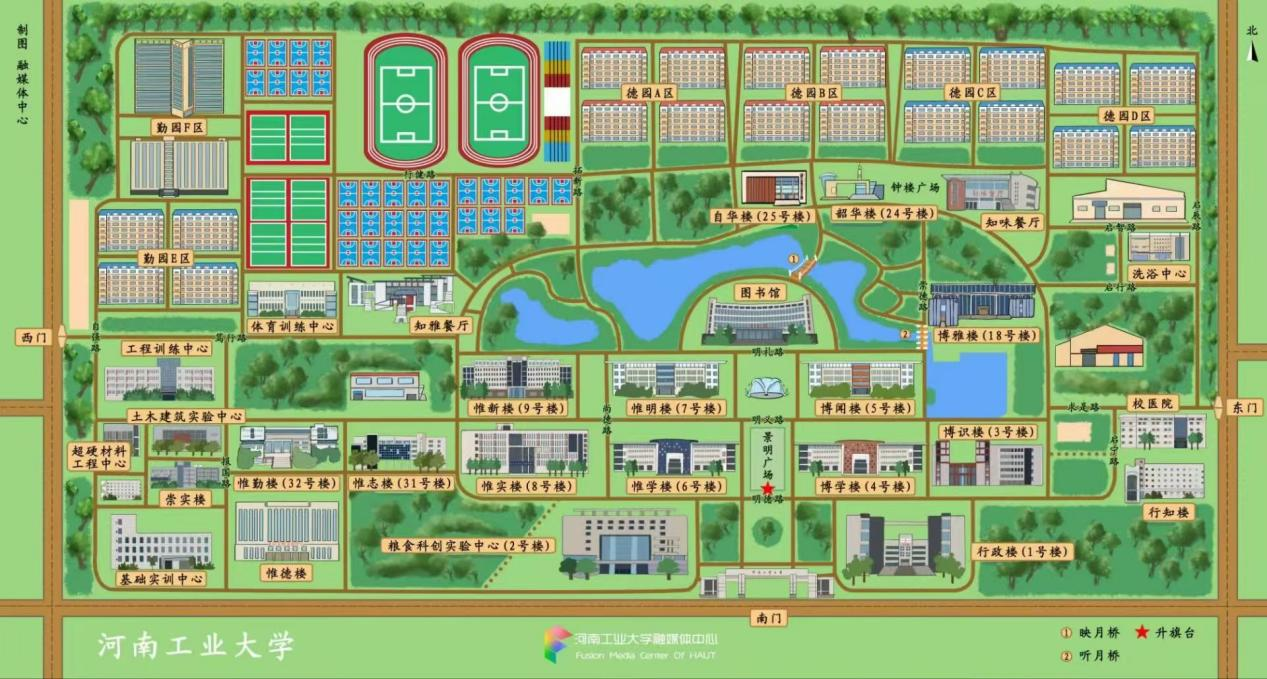 制图 融媒体中心
北
勤园F区
德园A区
德园B区
德园C区
德园D区
行健路
拓新路
自华楼(25号楼)
韶华楼(24号楼)
钟楼广场
知味餐厅
启辰路
启智路
洗浴中心
启行路
勤园E区
体育训练中心
知雅餐厅
①
图书馆
崇德路
②
博雅楼(18号楼)
西门
自强路
笃行路
工程训练中心
明礼路
土木建筑实验中心
惟新楼(9号楼)
尚德路
惟明楼(7号楼)
博闻楼(5号楼)
明义路
求是路
校医院
东门
超硬材料
工程中心
报国路
崇实楼
惟勤楼(32号楼)
惟志楼(31号楼)
惟实楼(8号楼)
惟学楼(6号楼)
景明广场
明德路
博学楼(4号楼)
博识楼(3号楼)
行知楼
基础实训中心
惟德楼
粮食科创实验中心(2号楼)
行政楼(1号楼)
南门
河南工业大学
河南工业大学融媒体中心
Fusion Media Center Of HAUT
① 映月桥 ★ 升旗台
② 听月桥